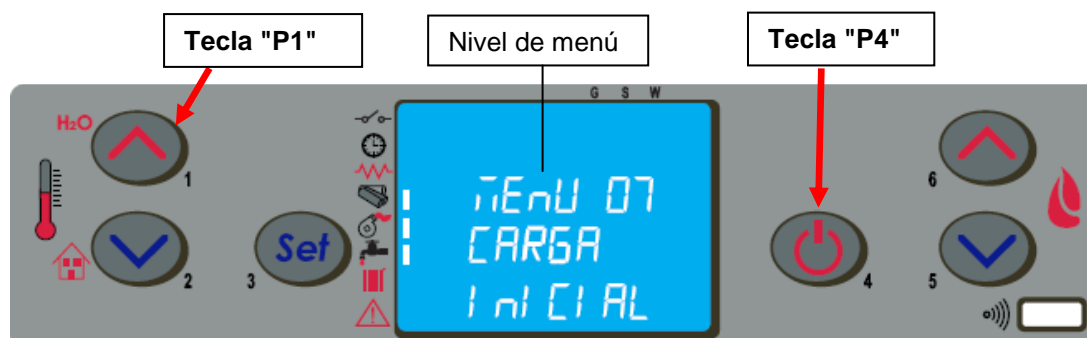 Tecla "P1"
Nivel de menú
Tecla "P4"
G S W
H₂O
1
6
MEnU 07
CARGA
InICIAL
Set
2
3
4
5